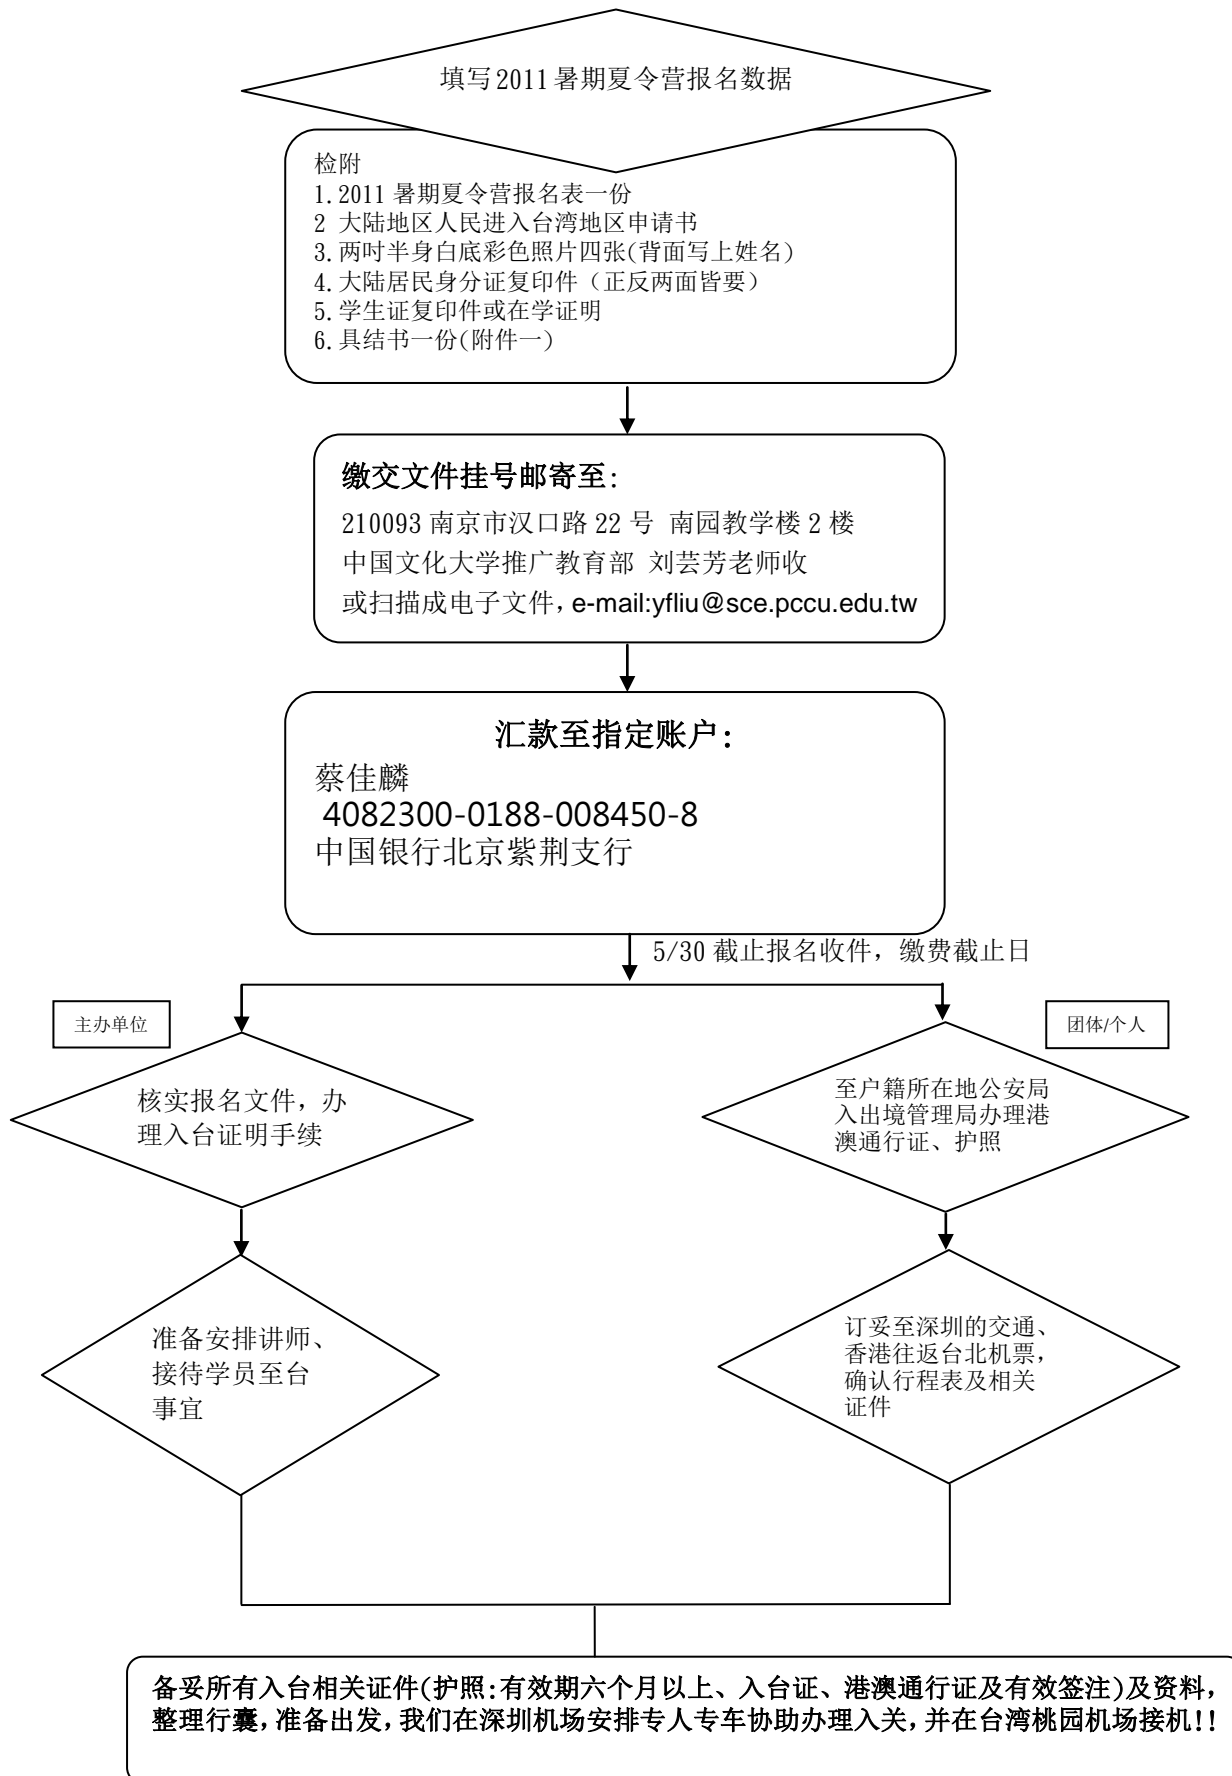 填写2011暑期夏令营报名数据
检附
1.2011暑期夏令营报名表一份
2 大陆地区人民进入台湾地区申请书
3.两吋半身白底彩色照片四张(背面写上姓名)
4.大陆居民身分证复印件（正反两面皆要）
5.学生证复印件或在学证明
6.具结书一份(附件一)
缴交文件挂号邮寄至:
210093 南京市汉口路 22 号 南园教学楼 2 楼
中国文化大学推广教育部 刘芸芳老师收
或扫描成电子文件，e-mail:yfliu@sce.pccu.edu.tw
汇款至指定账户:
蔡佳麟
4082300-0188-008450-8
中国银行北京紫荆支行
5/30 截止报名收件，缴费截止日
主办单位
团体/个人
核实报名文件，办
理入台证明手续
至户籍所在地公安局
入出境管理局办理港
澳通行证、护照
准备安排讲师、
接待学员至台
事宜
订妥至深圳的交通、
香港往返台北机票，
确认行程表及相关
证件
备妥所有入台相关证件(护照:有效期六个月以上、入台证、港澳通行证及有效签注)及资料，
整理行囊，准备出发，我们在深圳机场安排专人专车协助办理入关，并在台湾桃园机场接机!!